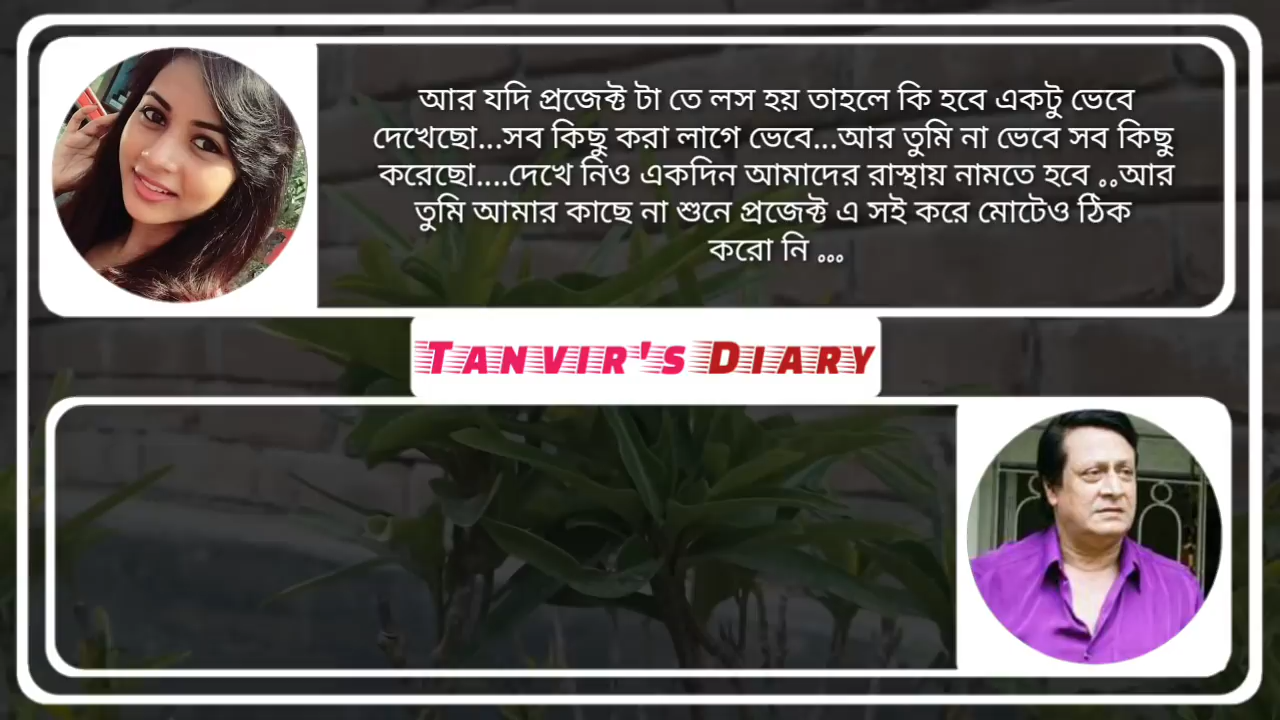 আর যদি প্রজেক্ট টা তে লস হয় তাহলে কি হবে একটু ভেবে
দেখেছো...সব কিছু করা লাগে ভেবে...আর তুমি না ভেবে সব কিছু
করেছো....দেখে নিও একদিন আমাদের রাস্থায় নামতে হবে ..আর
তুমি আমার কাছে না শুনে প্রজেক্ট এ সই করে মোটেও ঠিক
করো নি ...
TANVIR'S DIARY